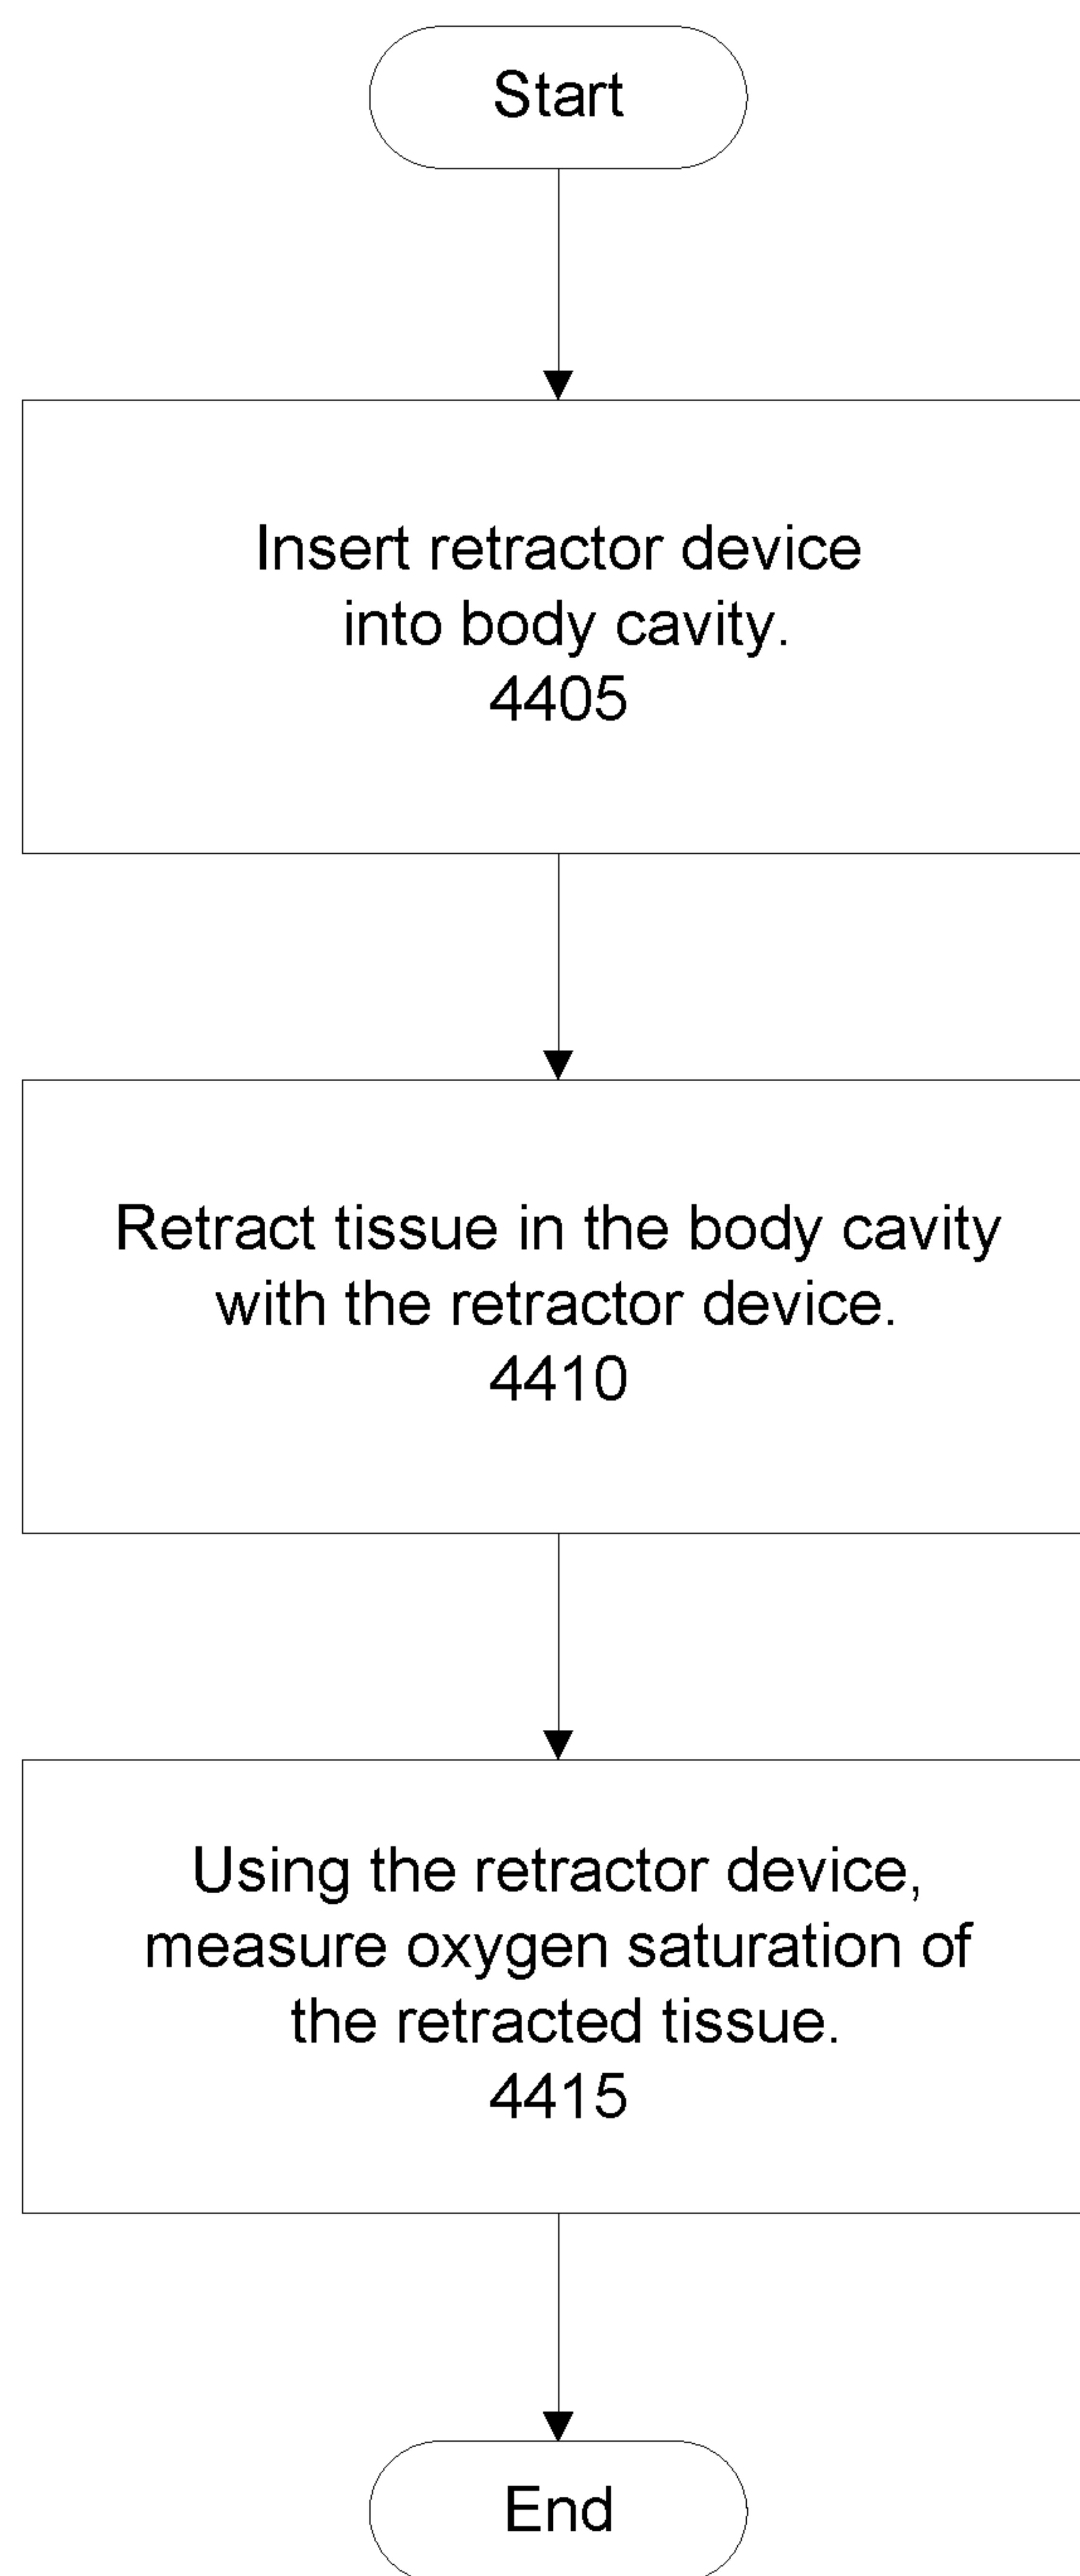 Start
Insert retractor device
into body cavity.
4405
Retract tissue in the body cavity
with the retractor device.
4410
Using the retractor device,
measure oxygen saturation of
the retracted tissue.
4415
End